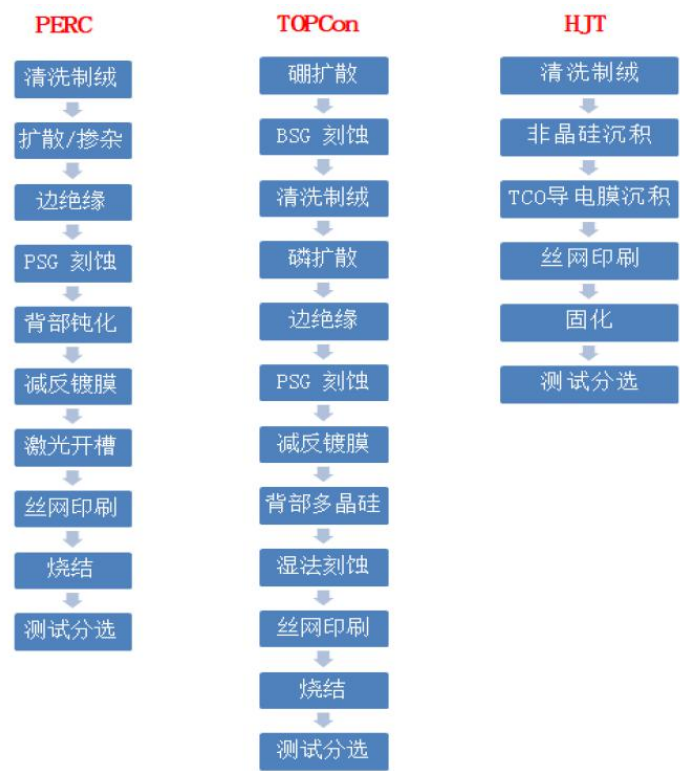 PERC
清洗制绒
扩散/掺杂
边绝缘
PSG 刻蚀
背部钝化
减反镀膜
激光开槽
丝网印刷
烧结
测试分选
TOPCon
硼扩散
BSG 刻蚀
清洗制绒
磷扩散
边绝缘
PSG 刻蚀
减反镀膜
背部多晶硅
湿法刻蚀
丝网印刷
烧结
测试分选
HJT
清洗制绒
非晶硅沉积
TCO导电膜沉积
丝网印刷
固化
测试分选